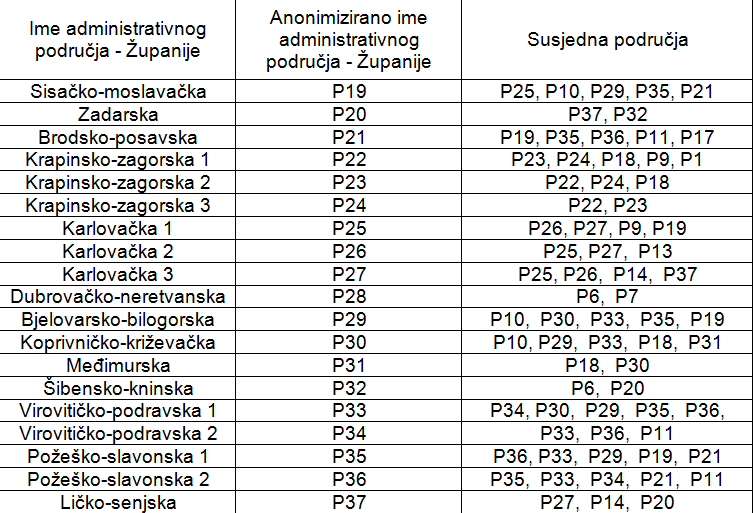 Ime administrativnog područja - Županije Anonimizirano ime administrativnog područja - Županije Susjedna područja
Sisačko-moslavačka P19 P25, P10, P29, P35, P21
Zadarska P20 P37, P32
Brodsko-posavska P21 P19, P35, P36, P11, P17
Krapinsko-zagorska 1 P22 P23, P24, P18, P9, P1
Krapinsko-zagorska 2 P23 P22, P24, P18
Krapinsko-zagorska 3 P24 P22, P23
Karlovačka 1 P25 P26, P27, P9, P19
Karlovačka 2 P26 P25, P27, P13
Karlovačka 3 P27 P25, P26, P14, P37
Dubrovačko-neretvanska P28 P6, P7
Bjelovarsko-bilogorska P29 P10, P30, P33, P35, P19
Koprivničko-križevačka P30 P10, P29, P33, P18, P31
Međimurska P31 P18, P30
Šibensko-kninska P32 P6, P20
Virovitičko-podravska 1 P33 P34, P30, P29, P35, P36,
Virovitičko-podravska 2 P34 P33, P36, P11
Požeško-slavonska 1 P35 P36, P33, P29, P19, P21
Požeško-slavonska 2 P36 P35, P33, P34, P21, P11
Ličko-senjska P37 P27, P14, P20